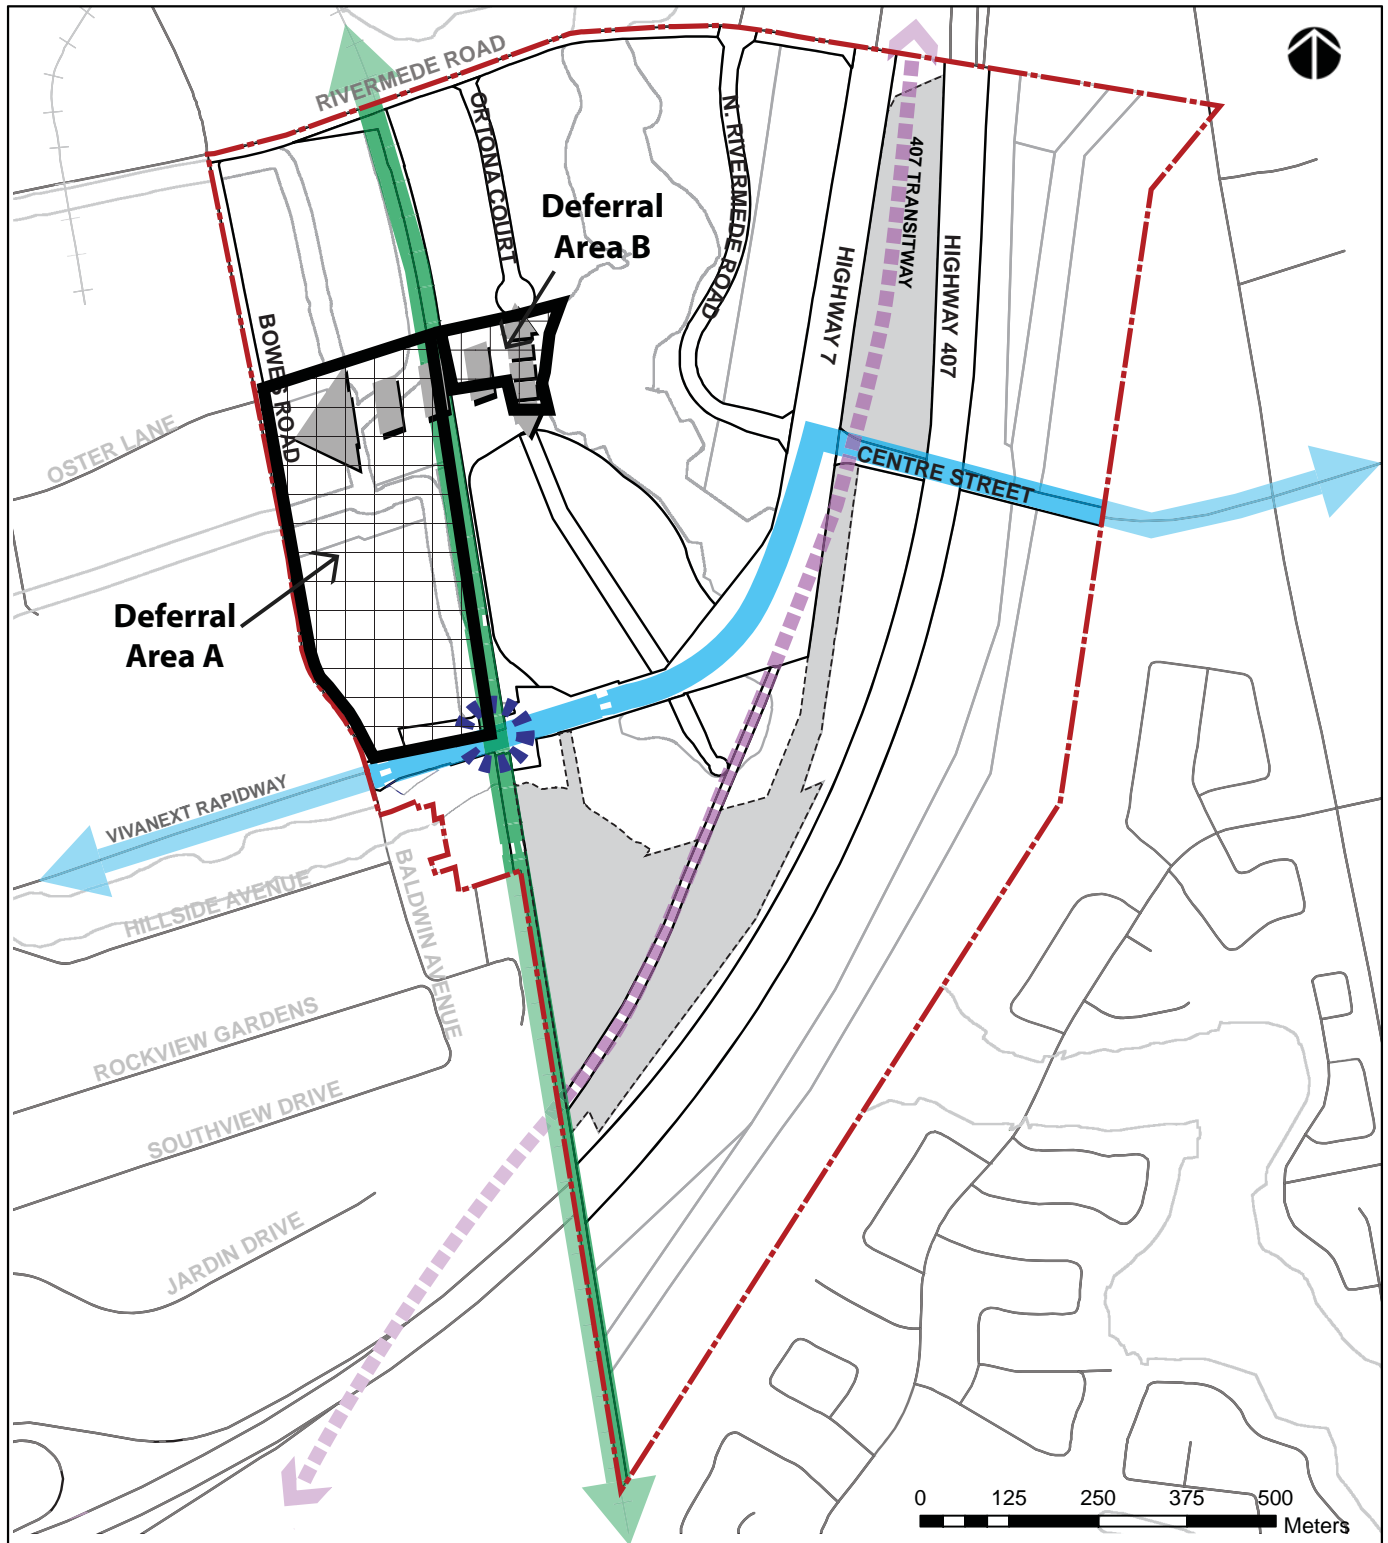 RIVERMEDE ROAD
ORTONA COURT
N. RIVERMEDE ROAD
407 TRANSITWAY
Deferral
Area B
HIGHWAY 7
HIGHWAY 407
BOWES ROAD
OSTER LANE
CENTRE STREET
Deferral
Area A
VIVANEXT RAPIDWAY
HILLSIDE AVENUE
BALDWIN AVENUE
ROCKVIEW GARDENS
SOUTHVIEW DRIVE
JARDIN DRIVE
0 125 250 375 500
Meters